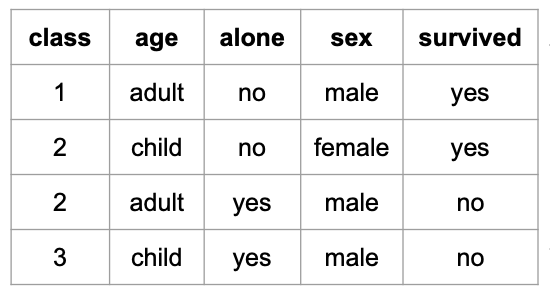 class age alone sex survived
1 adult no male yes
2 child no female yes
2 adult yes male no
3 child yes male no